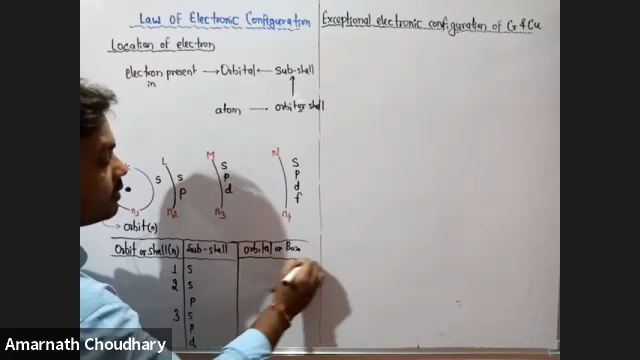 Law of Electronic Configuration
Exceptional electronic configuration of Cr & Cu
Location of electron
electron present → Orbital ← Sub-shell
in
atom — orbit or shell
K L M N
S
S
P
S
P
d
S
P
d
f
n1 n2 n3 n4
orbit(n)
Orbit or shell(n) Sub-shell Orbital or Box
1 S
2 S
P
3 S
P
d
Amarnath Choudhary